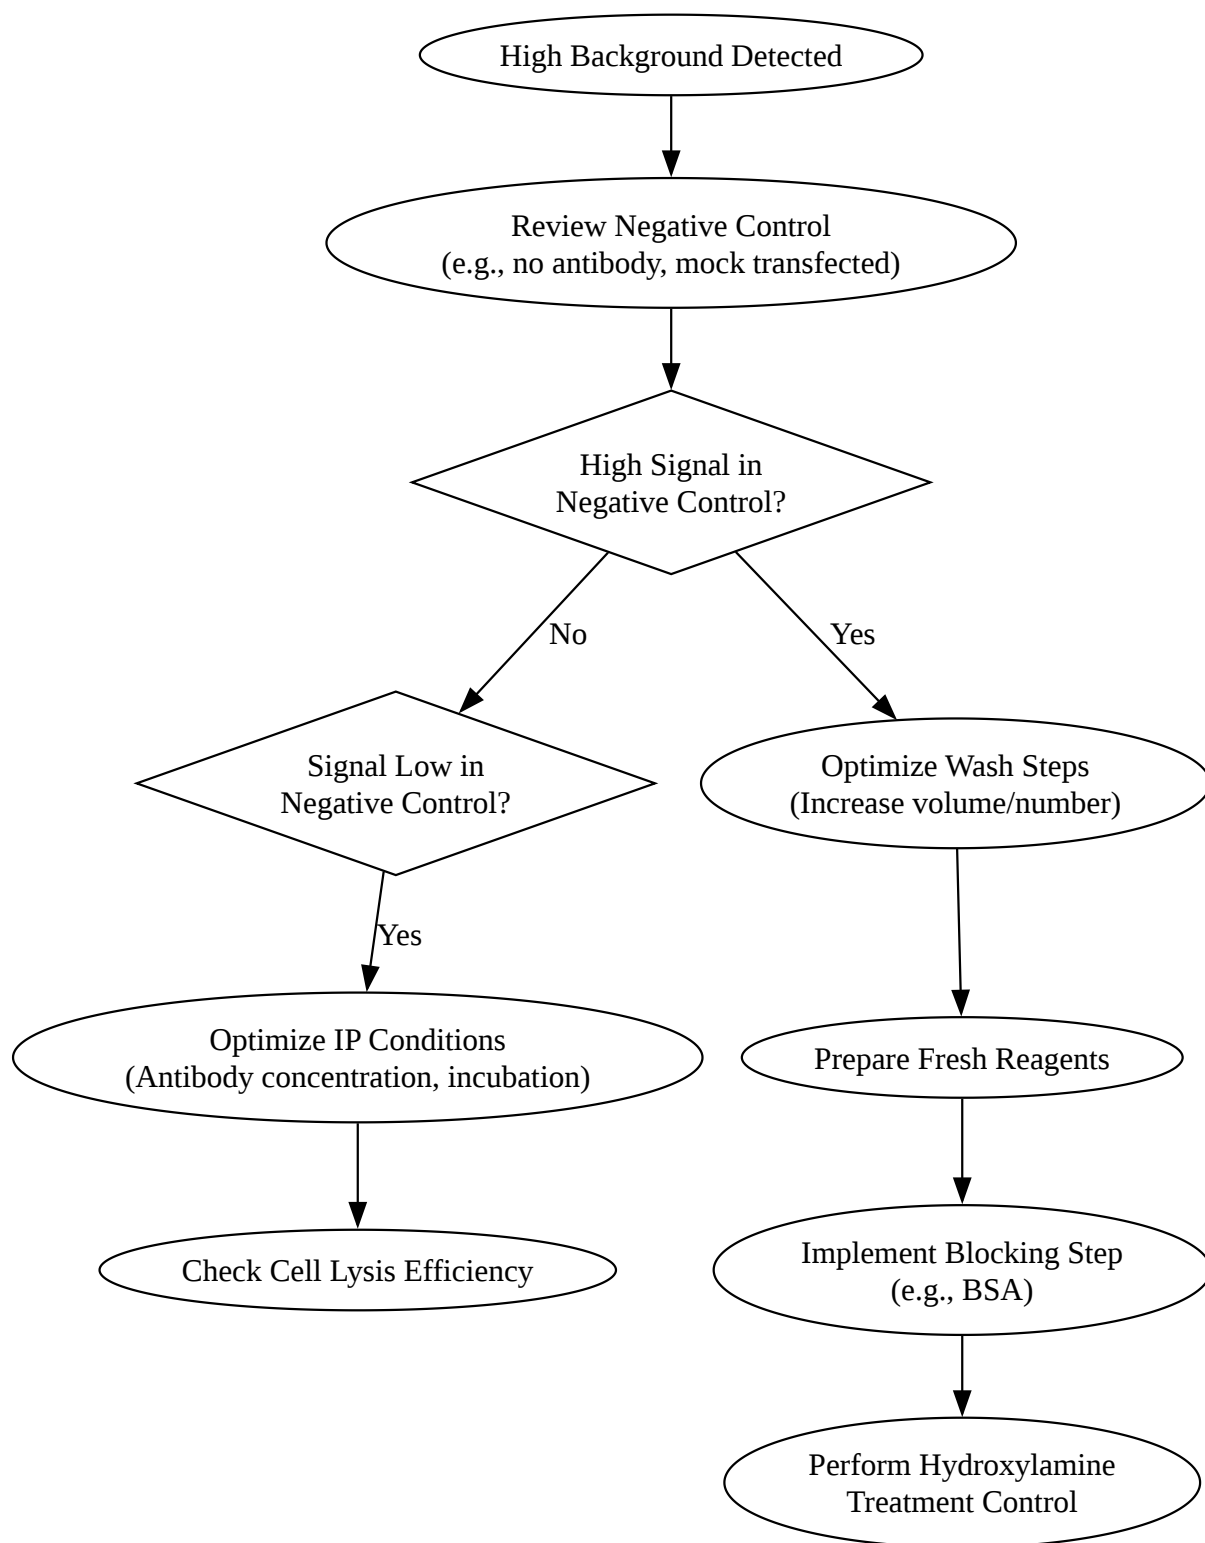 High Background Detected
Review Negative Control
(e.g., no antibody, mock transfected)
High Signal in
Negative Control?
No
Yes
Signal Low in
Negative Control?
Optimize Wash Steps
(Increase volume/number)
Yes
Optimize IP Conditions
(Antibody concentration, incubation)
Prepare Fresh Reagents
Check Cell Lysis Efficiency
Implement Blocking Step
(e.g., BSA)
Perform Hydroxylamine
Treatment Control